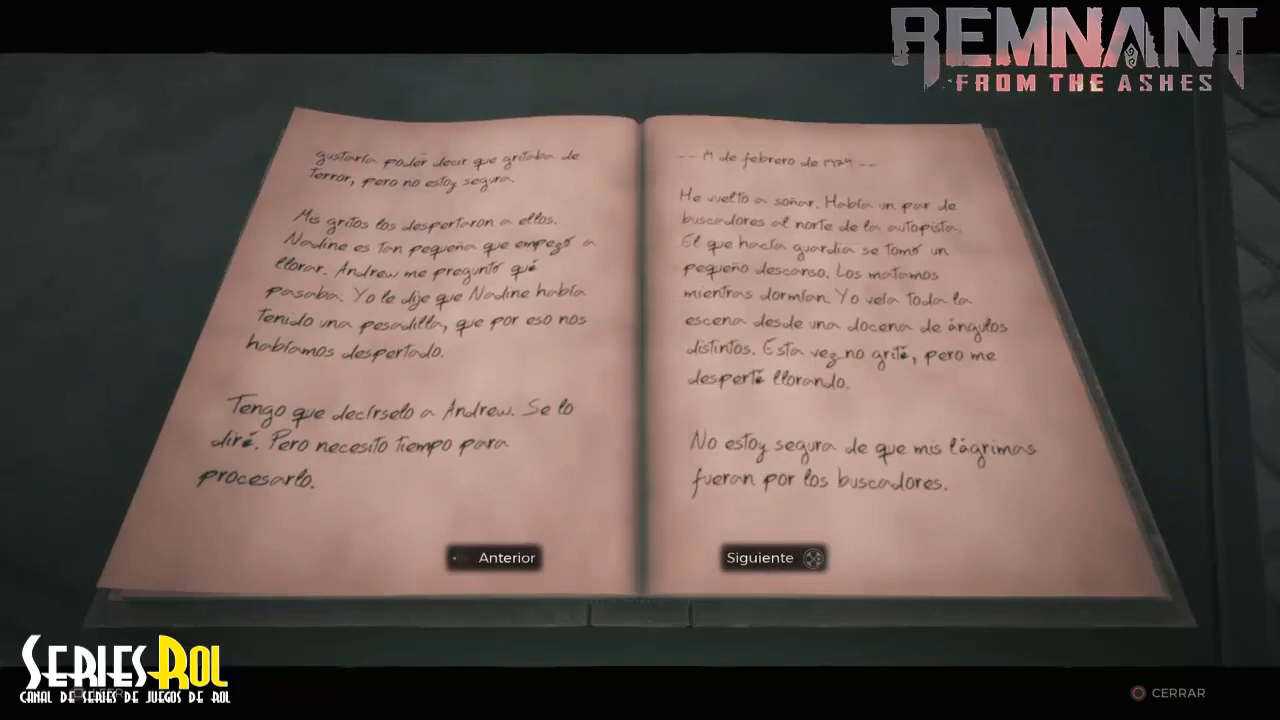 REMNANT
FROM THE ASHES
gustaría poder decir que gritaba de
terror, pero no estoy segura.
Mis gritos los despertaron a ellos.
Nadine es tan pequeña que empezó a
llorar. Andrew me preguntó qué
pasaba. Yo le dije que Nadine había
tenido una pesadilla, que por eso nos
habíamos despertado.
Tengo que decírselo a Andrew. Se lo
diré. Pero necesito tiempo para
procesarlo.
Anterior
de febrero de
He vuelto a soñar. Había un par de
buscadores al norte de la autopista.
El que hacía guardia se tomó un
pequeño descanso. Los matamos
mientras dormían. Yo veía toda la
escena desde una docena de ángulos
distintos. Esta vez no grité, pero me
desperté llorando.
No estoy segura de que mis lágrimas
fueran por los buscadores.
Siguiente
SERIESROL
CANAL DE SERIES DE JUEGOS DE ROL
CERRAR